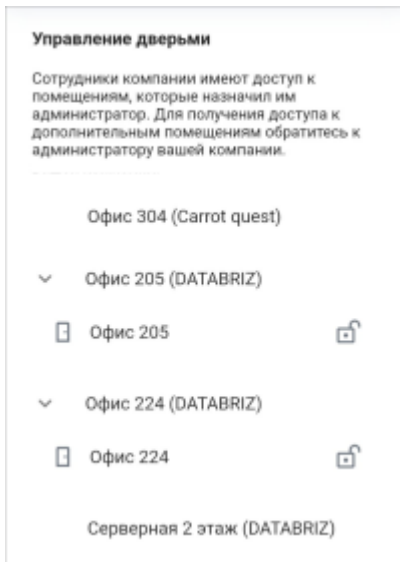 Управление дверьми
Сотрудники компании имеют доступ к
помещениям, которые назначил им
администратор. Для получения доступа к
дополнительным помещениям обратитесь к
администратору вашей компании.
Офис 304 (Carrot quest)
Офис 205 (DATABRIZ)
Офис 205
Офис 224 (DATABRIZ)
Офис 224
Серверная 2 этаж (DATABRIZ)